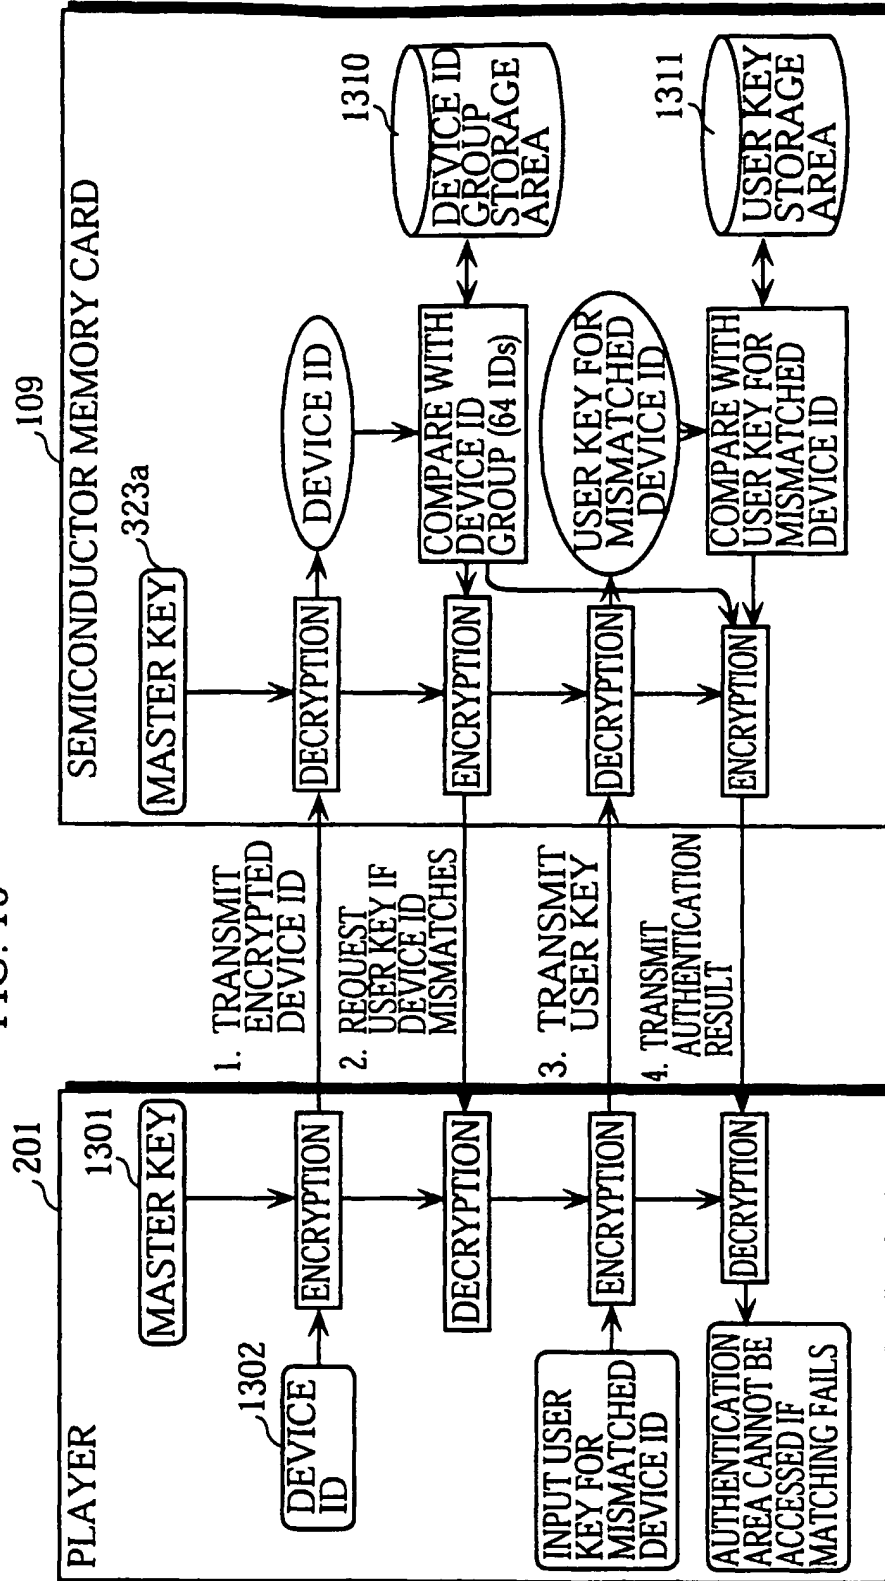 FIG. 13
201
PLAYER
1301
MASTER KEY
1302
DEVICE
ID
ENCRYPTION
DECRYPTION
INPUT USER
KEY FOR
MISMATCHED
DEVICE ID
ENCRYPTION
DECRYPTION
AUTHENTICATION
AREA CANNOT BE
ACCESSED IF
MATCHING FAILS
1. TRANSMIT
ENCRYPTED
DEVICE ID
2. REQUEST
USER KEY IF
DEVICE ID
MISMATCHES
3. TRANSMIT
USER KEY
4. TRANSMIT
AUTHENTICATION
RESULT
109
SEMICONDUCTOR MEMORY CARD
323a
MASTER KEY
DECRYPTION
DEVICE ID
ENCRYPTION
COMPARE WITH
DEVICE ID
GROUP (64 IDs)
1310
DEVICE ID
GROUP
STORAGE
AREA
DECRYPTION
USER KEY FOR
MISMATCHED
DEVICE ID
ENCRYPTION
COMPARE WITH
USER KEY FOR
MISMATCHED
DEVICE ID
1311
USER KEY
STORAGE
AREA